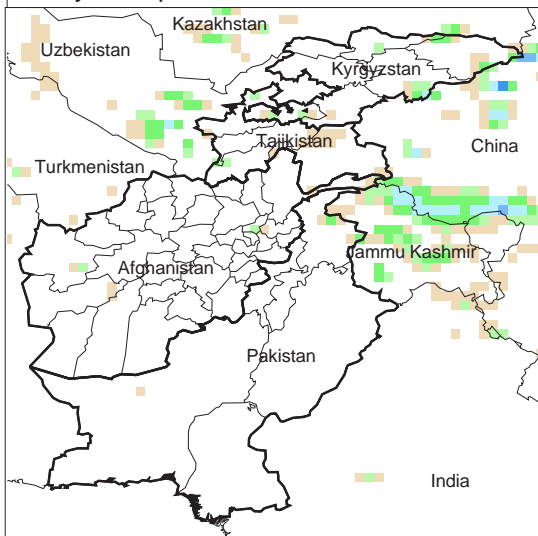 Kazakhstan
Uzbekistan
Kyrgyzstan
Tajikistan
China
Turkmenistan
Jammu Kashmir
Afghanistan
Pakistan
India